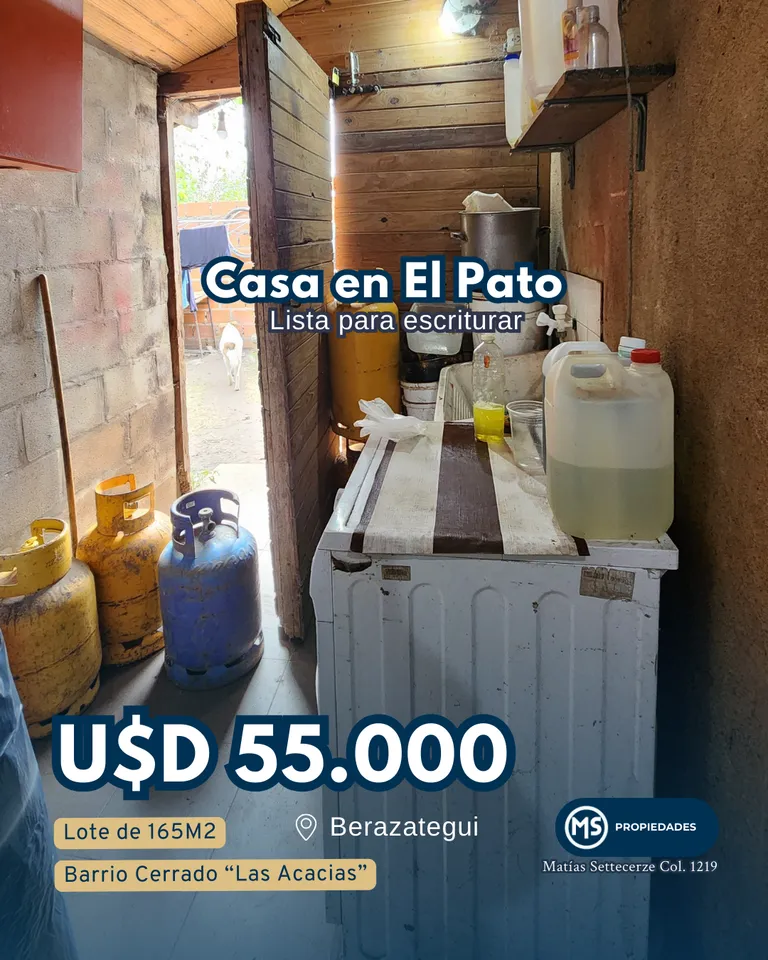 Casa en El Pato
Lista para escriturar
U$D 55.000
Lote de 165M2
Berazategui
Barrio Cerrado “Las Acacias”
MS PROPIEDADES
Matías Settecerze Col. 1219